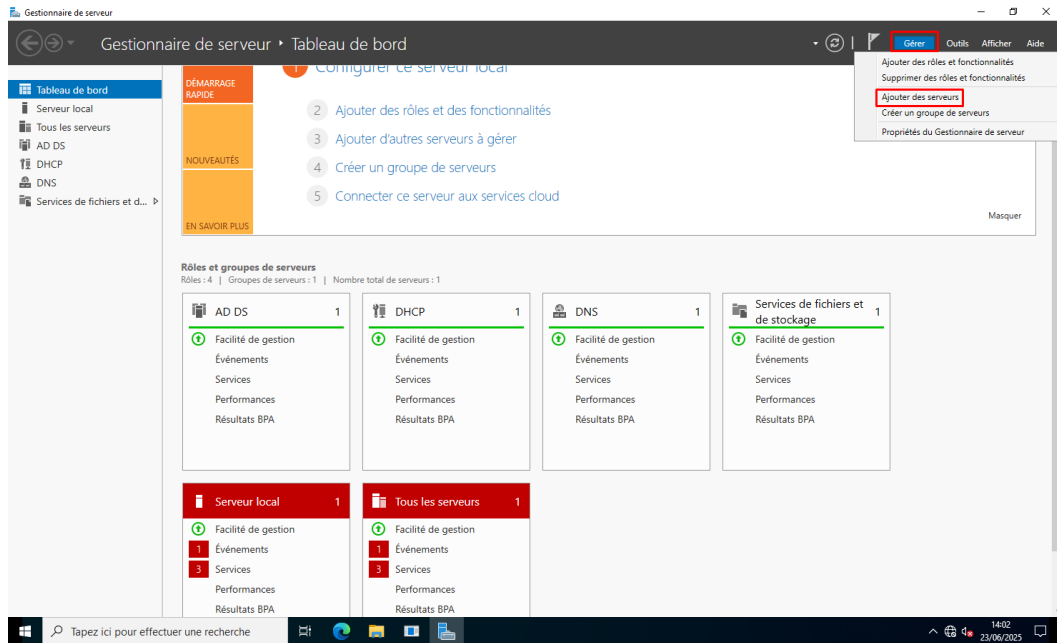 Gestionnaire de serveur
Gestionnaire de serveur ‣ Tableau de bord
Gérer
Outils
Afficher
Aide
Ajouter des rôles et fonctionnalités
Supprimer des rôles et fonctionnalités
Ajouter des serveurs
Créer un groupe de serveurs
Propriétés du Gestionnaire de serveur
Tableau de bord
Serveur local
Tous les serveurs
AD DS
DHCP
DNS
Services de fichiers et d...
DÉMARRAGE
RAPIDE
NOUVEAUTÉS
EN SAVOIR PLUS
1 Configurer ce serveur local
2 Ajouter des rôles et des fonctionnalités
3 Ajouter d'autres serveurs à gérer
4 Créer un groupe de serveurs
5 Connecter ce serveur aux services cloud
Masquer
Rôles et groupes de serveurs
Rôles : 4 | Groupes de serveurs : 1 | Nombre total de serveurs : 1
AD DS 1
Facilité de gestion
Événements
Services
Performances
Résultats BPA
DHCP 1
Facilité de gestion
Événements
Services
Performances
Résultats BPA
DNS 1
Facilité de gestion
Événements
Services
Performances
Résultats BPA
Services de fichiers et
de stockage 1
Facilité de gestion
Événements
Services
Performances
Résultats BPA
Serveur local 1
Facilité de gestion
1 Événements
3 Services
Performances
Résultats BPA
Tous les serveurs 1
Facilité de gestion
1 Événements
3 Services
Performances
Résultats BPA
Tapez ici pour effectuer une recherche
14:02
23/06/2025